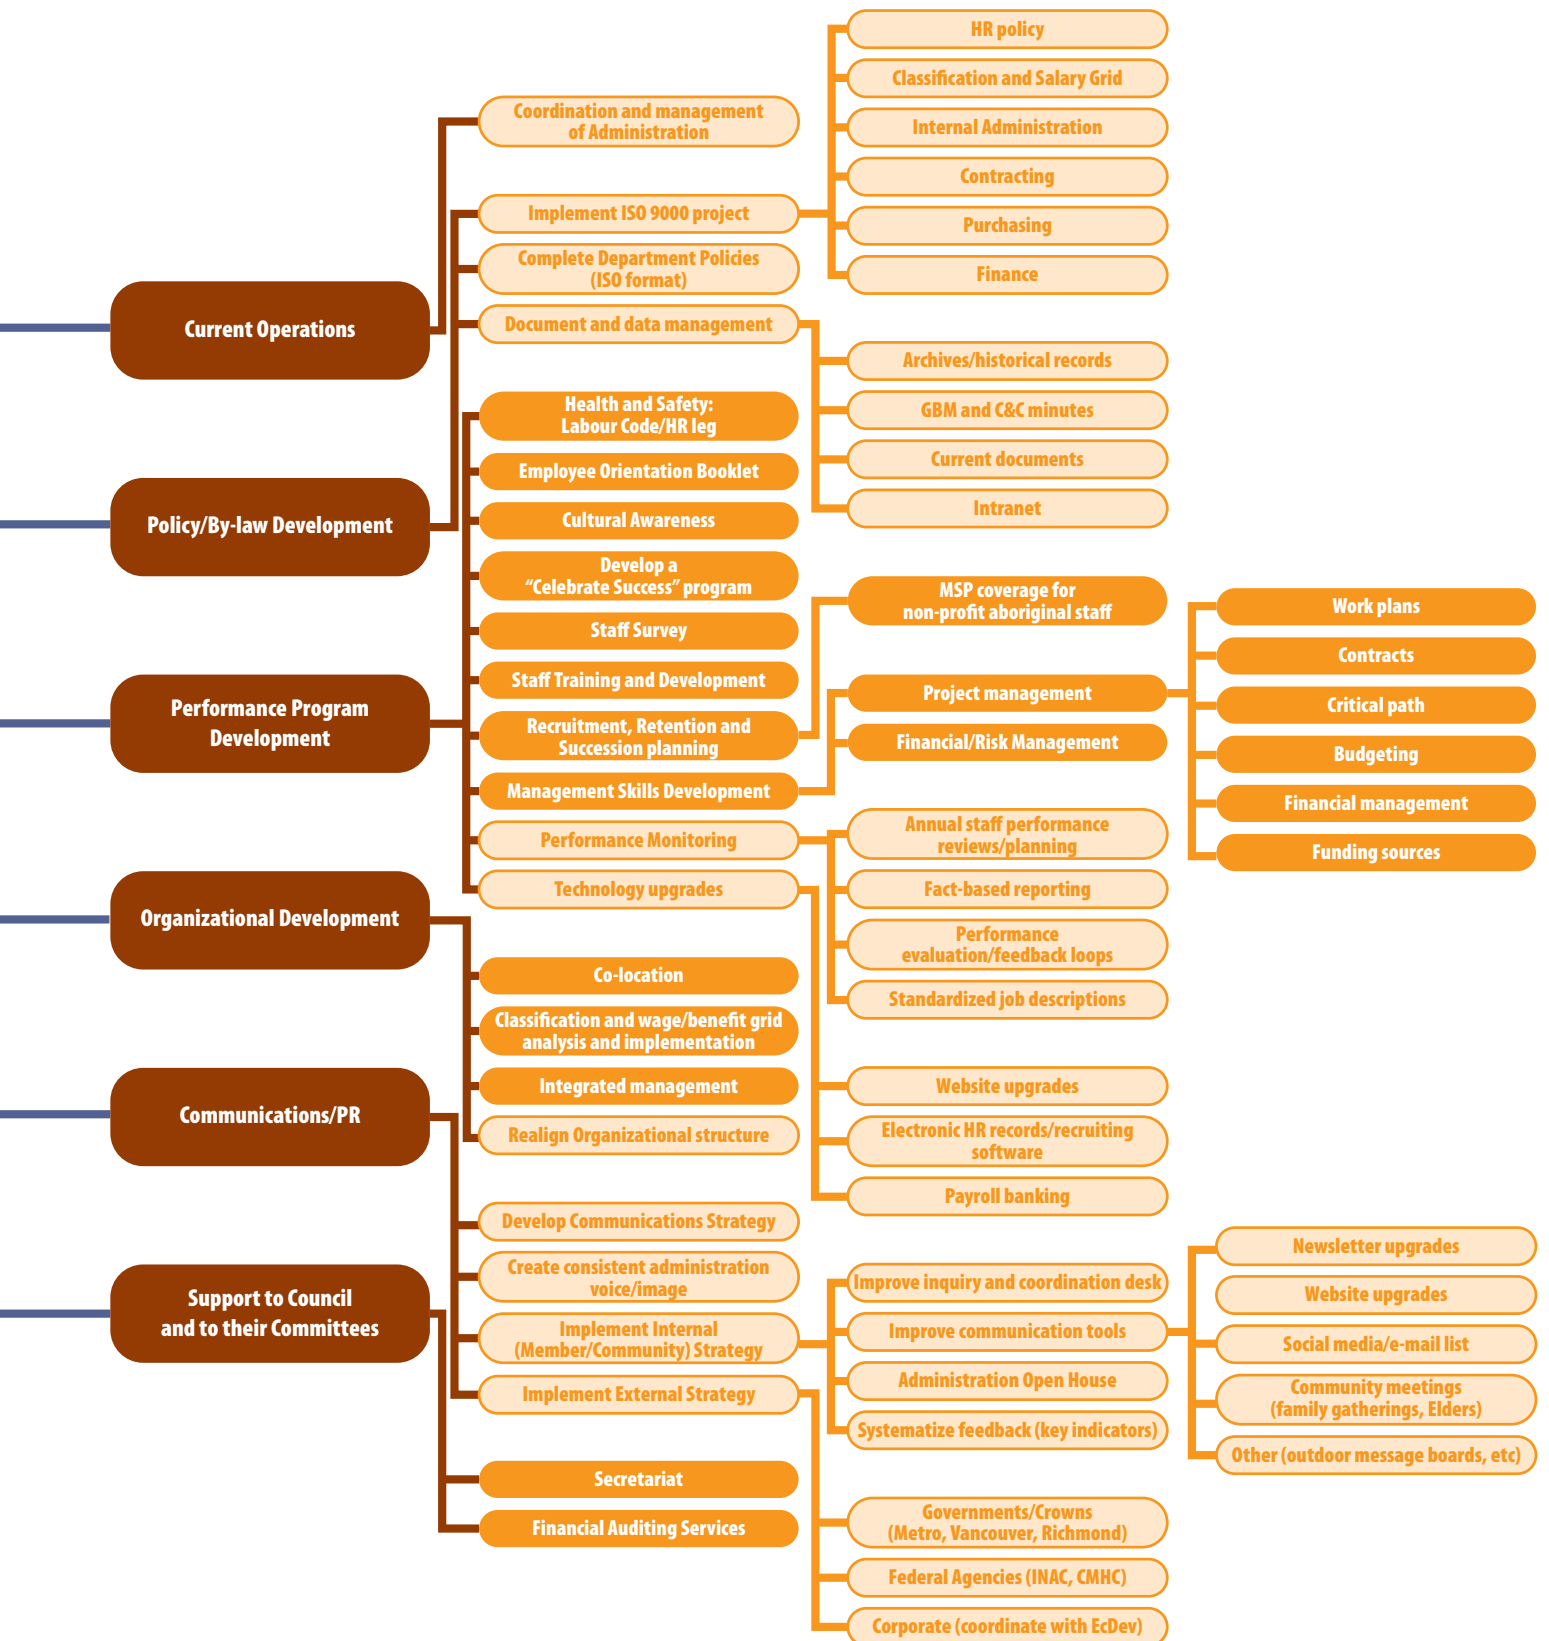 Current Operations
Policy/By-law Development
Performance Program
Development
Organizational Development
Communications/PR
Support to Council
and to their Committees
Coordination and management
of Administration
Implement ISO 9000 project
Complete Department Policies
(ISO format)
Document and data management
Health and Safety:
Labour Code/HR leg
Employee Orientation Booklet
Cultural Awareness
Develop a
“Celebrate Success” program
Staff Survey
Staff Training and Development
Recruitment, Retention and
Succession planning
Management Skills Development
Performance Monitoring
Technology upgrades
Co-location
Classification and wage/benefit grid
analysis and implementation
Integrated management
Realign Organizational structure
Develop Communications Strategy
Create consistent administration
voice/image
Implement Internal
(Member/Community) Strategy
Implement External Strategy
Secretariat
Financial Auditing Services
HR policy
Classification and Salary Grid
Internal Administration
Contracting
Purchasing
Finance
Archives/historical records
GBM and C&C minutes
Current documents
Intranet
MSP coverage for
non-profit aboriginal staff
Project management
Financial/Risk Management
Annual staff performance
reviews/planning
Fact-based reporting
Performance
evaluation/feedback loops
Standardized job descriptions
Website upgrades
Electronic HR records/recruiting
software
Payroll banking
Improve inquiry and coordination desk
Improve communication tools
Administration Open House
Systematize feedback (key indicators)
Governments/Crowns
(Metro, Vancouver, Richmond)
Federal Agencies (INAC, CMHC)
Corporate (coordinate with EcDev)
Work plans
Contracts
Critical path
Budgeting
Financial management
Funding sources
Newsletter upgrades
Website upgrades
Social media/e-mail list
Community meetings
(family gatherings, Elders)
Other (outdoor message boards, etc)